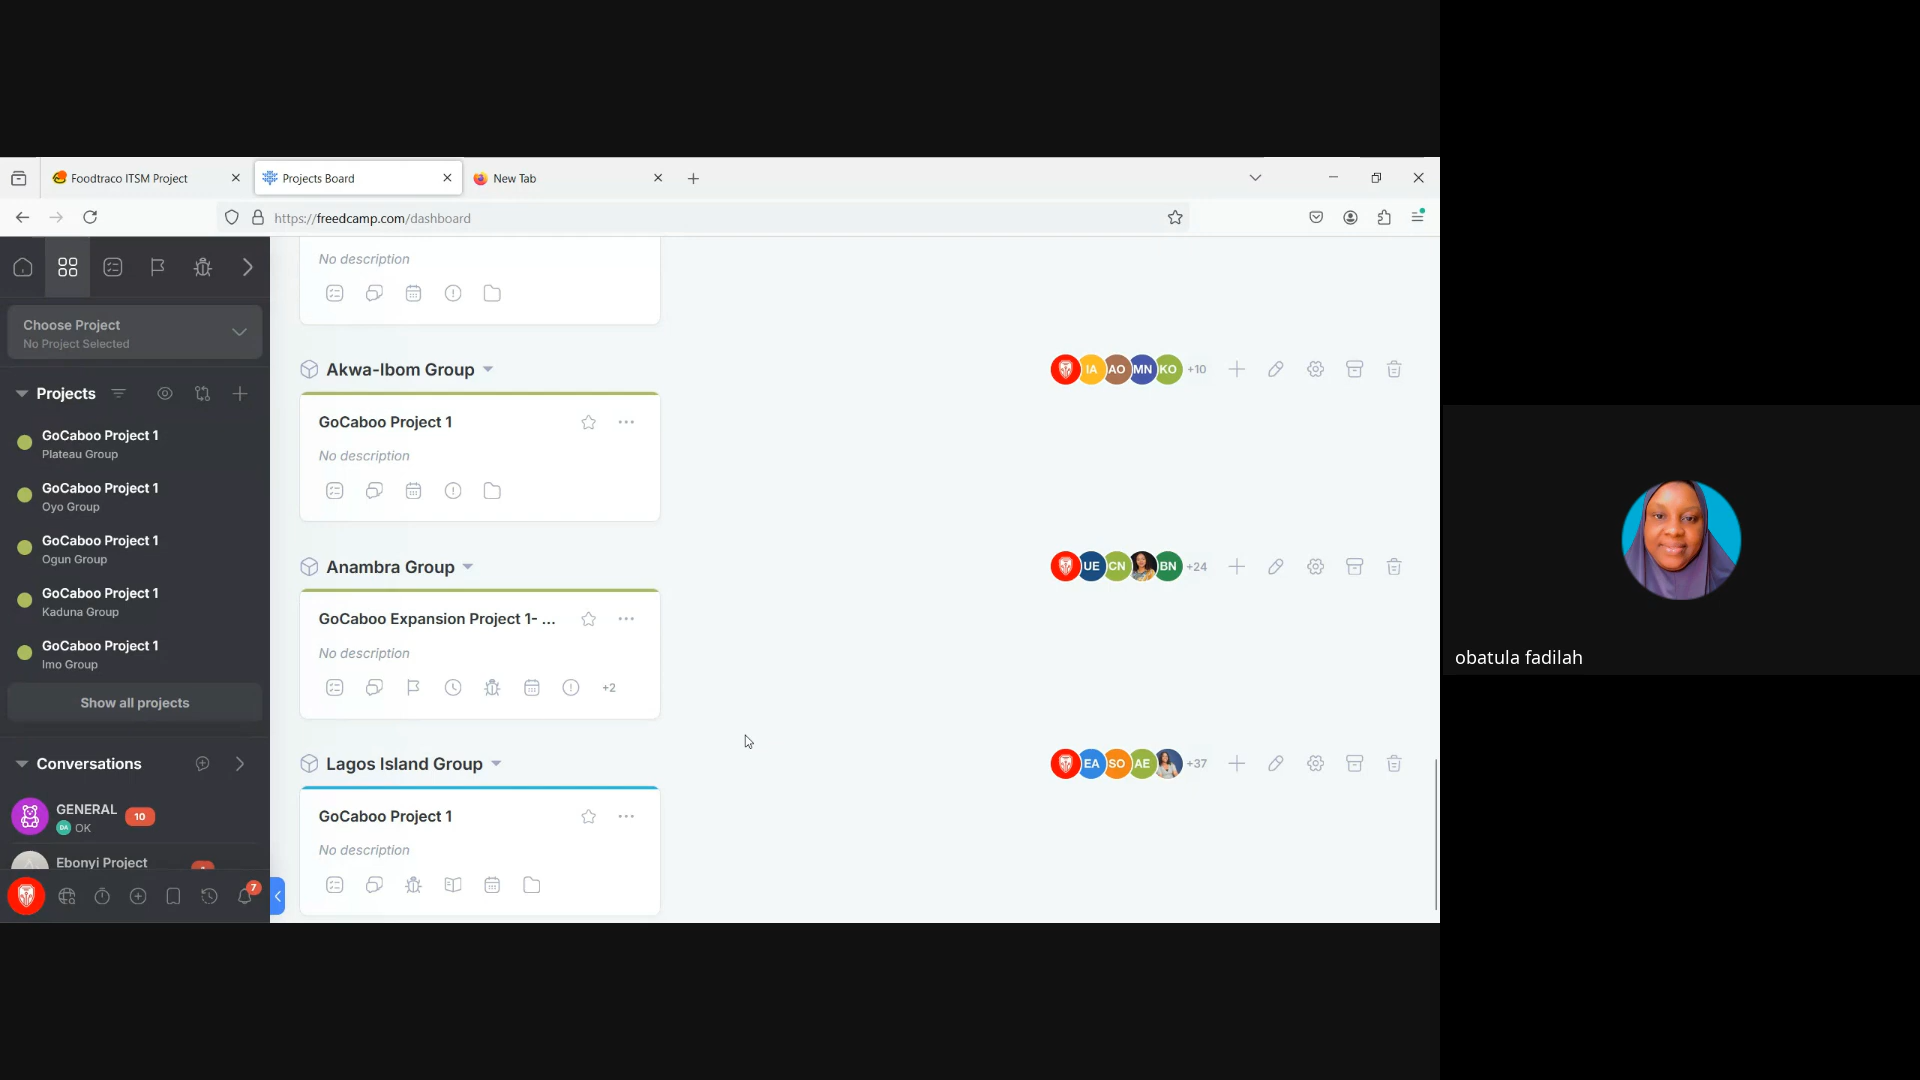 Foodtraco ITSM Project
Projects Board
New Tab
https://freedcamp.com/dashboard
Choose Project
No Project Selected
Projects
GoCaboo Project 1
Plateau Group
GoCaboo Project 1
Oyo Group
GoCaboo Project 1
Ogun Group
GoCaboo Project 1
Kaduna Group
GoCaboo Project 1
Imo Group
Show all projects
Conversations
GENERAL 10
DA OK
Ebonyi Project
7
No description
Akwa-Ibom Group
IA AO MN KO +10
GoCaboo Project 1
No description
Anambra Group
UE CN BN +24
GoCaboo Expansion Project 1- ...
No description
+2
Lagos Island Group
EA SO AE +37
GoCaboo Project 1
No description
obatula fadilah